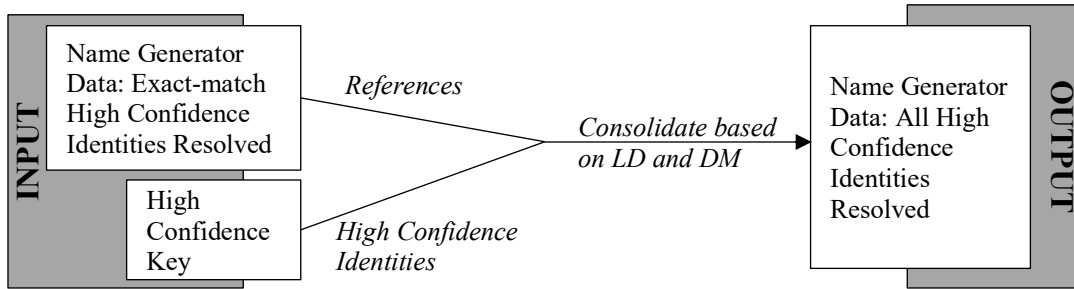 INPUT
Name Generator
Data: Exact-match
High Confidence
Identities Resolved
High
Confidence
Key
References
High Confidence
Identities
Consolidate based
on LD and DM
Name Generator
Data: All High
Confidence
Identities
Resolved
OUTPUT